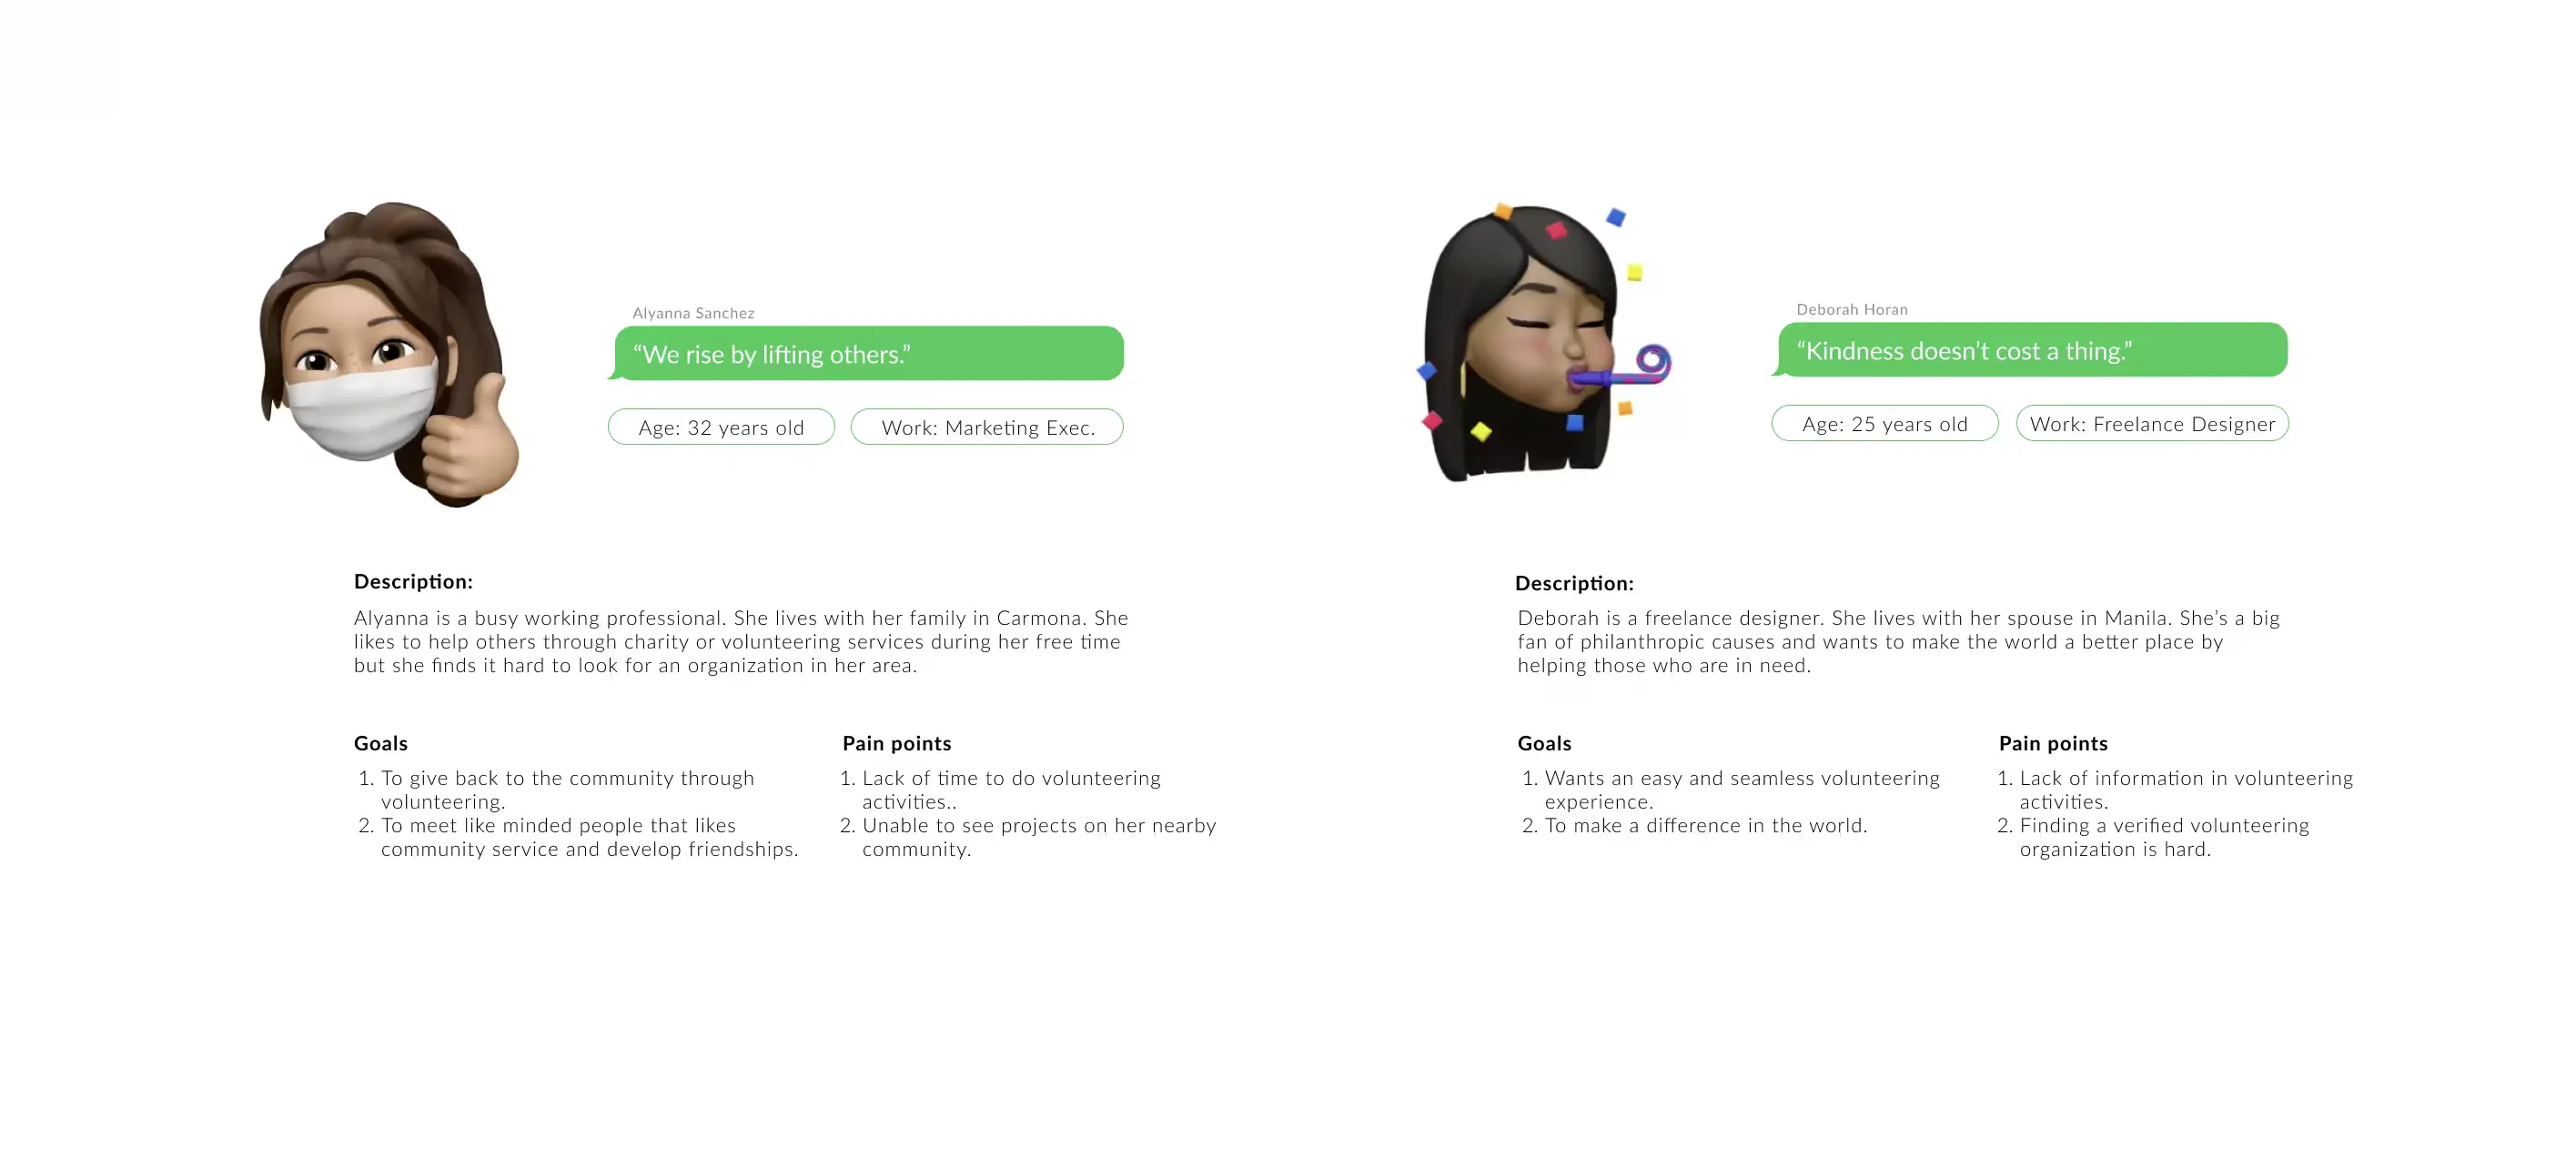 Alyanna Sanchez
“We rise by lifting others.”
Age: 32 years old
Work: Marketing Exec.
Description:
Alyanna is a busy working professional. She lives with her family in Carmona. She
likes to help others through charity or volunteering services during her free time
but she finds it hard to look for an organization in her area.
Goals
1. To give back to the community through
volunteering.
2. To meet like minded people that likes
community service and develop friendships.
Pain points
1. Lack of time to do volunteering
activities..
2. Unable to see projects on her nearby
community.
Deborah Horan
“Kindness doesn’t cost a thing.”
Age: 25 years old
Work: Freelance Designer
Description:
Deborah is a freelance designer. She lives with her spouse in Manila. She’s a big
fan of philanthropic causes and wants to make the world a better place by
helping those who are in need.
Goals
1. Wants an easy and seamless volunteering
experience.
2. To make a difference in the world.
Pain points
1. Lack of information in volunteering
activities.
2. Finding a verified volunteering
organization is hard.